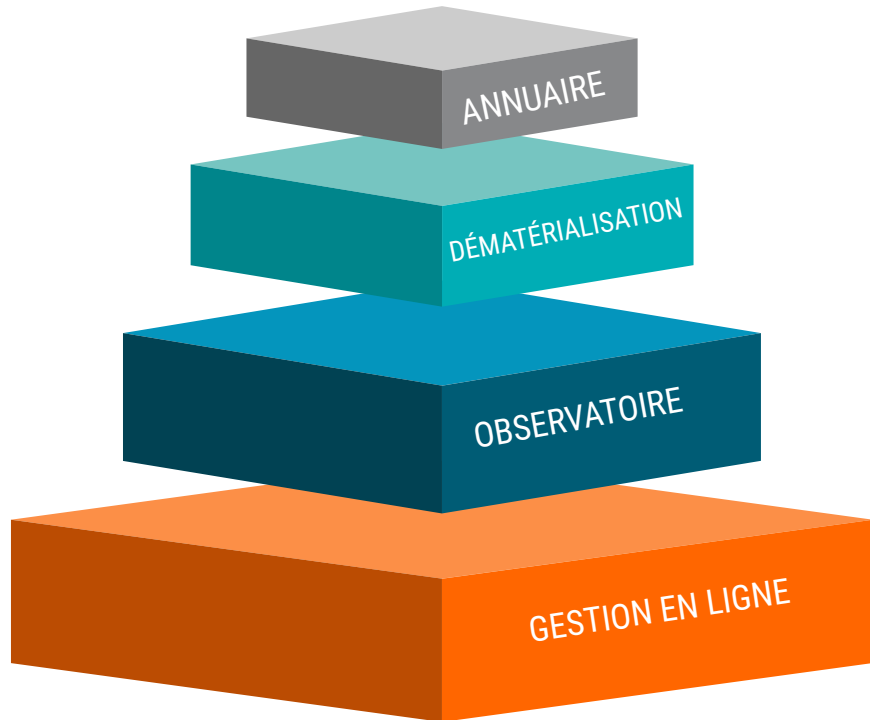 ANNUAIRE
DÉMATÉRIALISATION
OBSERVATOIRE
GESTION EN LIGNE